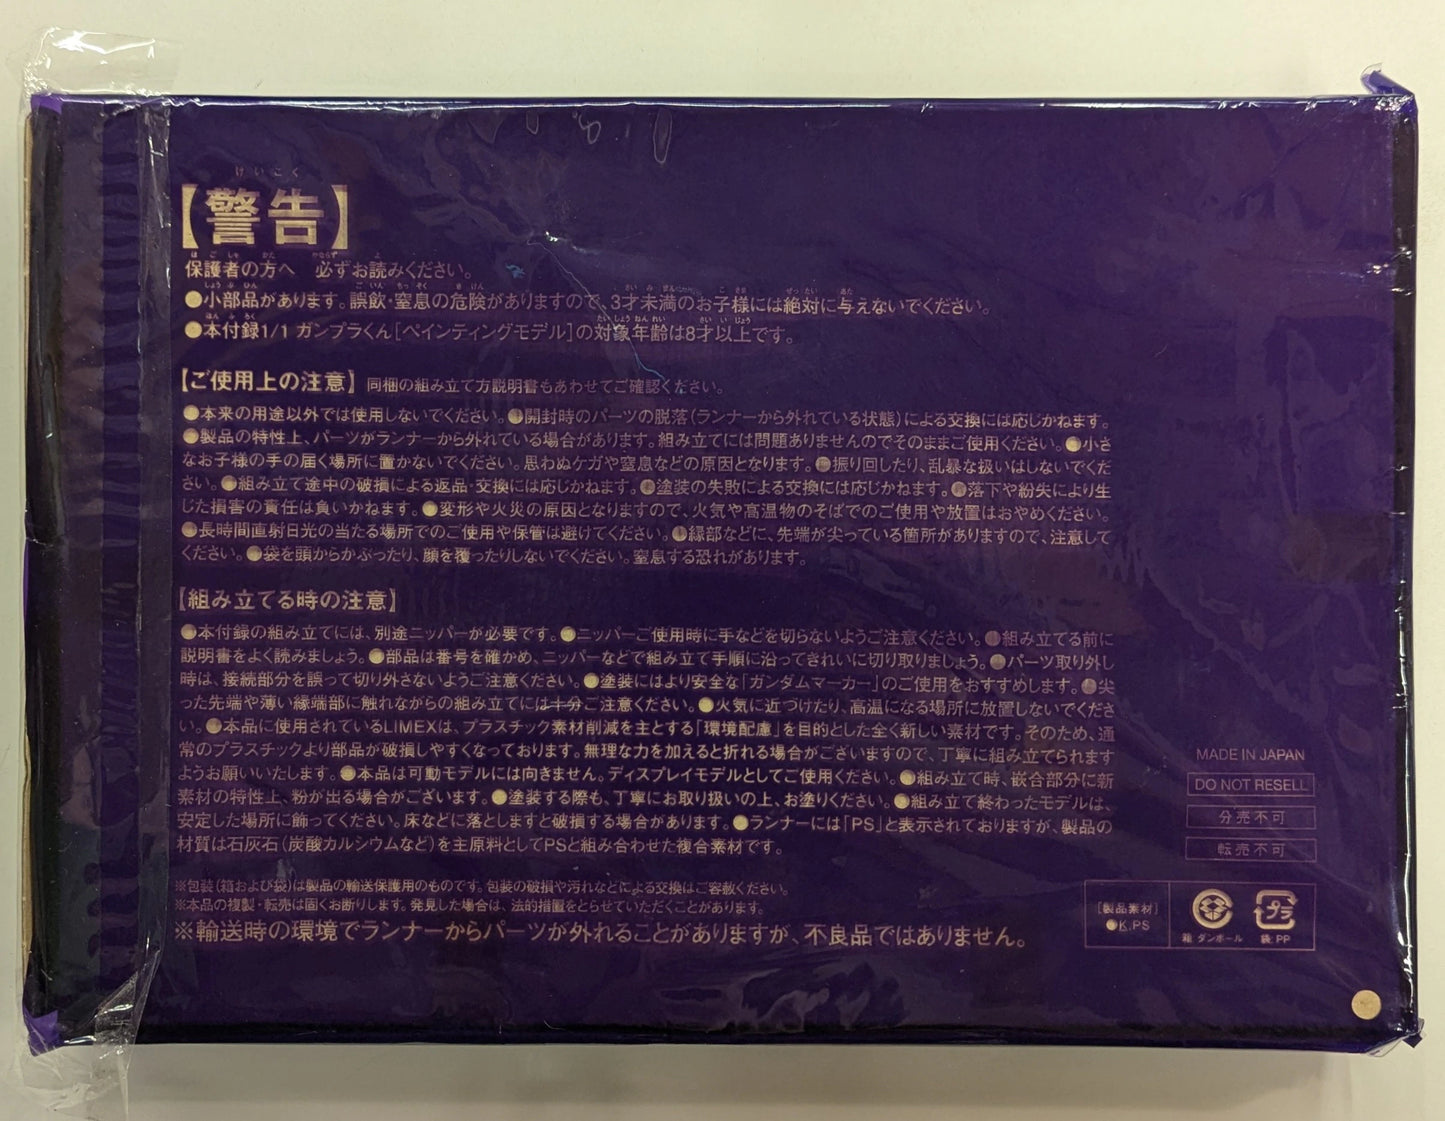 けいこく
【警告】
保護者の方へ　必ずお読みください。
●小部品があります。誤飲・窒息の危険がありますので、3才未満のお子様には絶対に与えないでください。
●本付録1/1 ガンプラくん[ペインティングモデル]の対象年齢は8才以上です。
【ご使用上の注意】同梱の組み立て方説明書もあわせてご確認ください。
●本来の用途以外では使用しないでください。●開封時のパーツの脱落(ランナーから外れている状態)による交換には応じかねます。
●製品の特性上、パーツがランナーから外れている場合があります。組み立てには問題ありませんのでそのままご使用ください。●小さ
なお子様の手の届く場所に置かないでください。思わぬケガや窒息などの原因となります。●振り回したり、乱暴な扱いはしないでくだ
さい。●組み立て途中の破損による返品・交換には応じかねます。●塗装の失敗による交換には応じかねます。●落下や紛失により生
じた損害の責任は負いかねます。●変形や火災の原因となりますので、火気や高温物のそばでのご使用や放置はおやめください。
●長時間直射日光の当たる場所でのご使用や保管は避けてください。●縁部などに、先端が尖っている箇所がありますので、注意して
ください。●袋を頭からかぶったり、顔を覆ったりしないでください。窒息する恐れがあります。
【組み立てる時の注意】
●本付録の組み立てには、別途ニッパーが必要です。●ニッパーご使用時に手などを切らないようご注意ください。●組み立てる前に
説明書をよく読みましょう。●部品は番号を確かめ、ニッパーなどで組み立て手順に沿ってきれいに切り取りましょう。●パーツ取り外し
時は、接続部分を誤って切り外さないようご注意ください。●塗装にはより安全な「ガンダムマーカー」のご使用をおすすめします。●尖
った先端や薄い縁端部に触れながらの組み立てには十分ご注意ください。●火気に近づけたり、高温になる場所に放置しないでくださ
い。●本品に使用されているLIMEXは、プラスチック素材削減を主とする「環境配慮」を目的とした全く新しい素材です。そのため、通
常のプラスチックより部品が破損しやすくなっております。無理な力を加えると折れる場合がございますので、丁寧に組み立てられます
ようお願いいたします。●本品は可動モデルには向きません。ディスプレイモデルとしてご使用ください。●組み立て時、嵌合部分に新
素材の特性上、粉が出る場合がございます。●塗装する際も、丁寧にお取り扱いの上、お塗りください。●組み立て終わったモデルは、
安定した場所に飾ってください。床などに落としますと破損する場合があります。●ランナーには「PS」と表示されておりますが、製品の
材質は石灰石(炭酸カルシウムなど)を主原料としてPSと組み合わせた複合素材です。
※包装(箱および袋)は製品の輸送保護用のものです。包装の破損や汚れなどによる交換はご容赦ください。
※本品の複製・転売は固くお断りします。発見した場合は、法的措置をとらせていただくことがあります。
※輸送時の環境でランナーからパーツが外れることがありますが、不良品ではありません。
MADE IN JAPAN
DO NOT RESELL
分売不可
転売不可
[製品素材]
●K.PS
箱 ダンボール
プラ
袋:PP